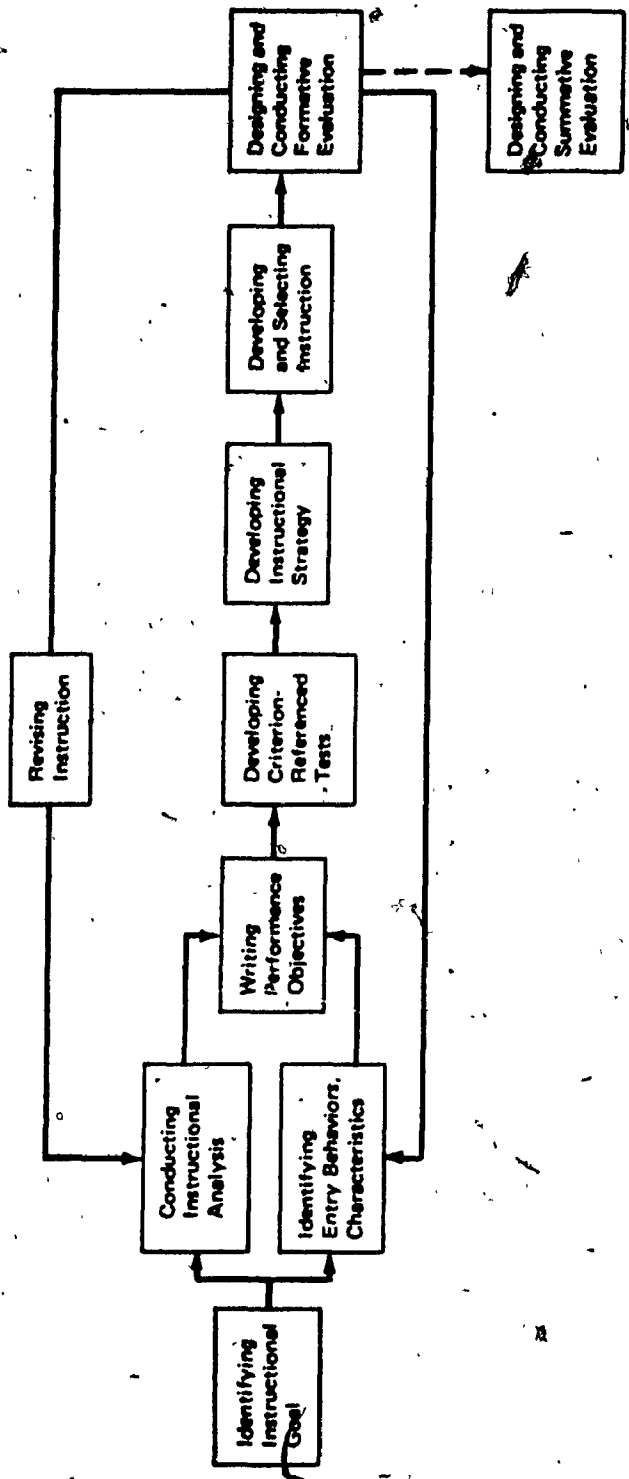 Identifying
Instructional
Goal
Conducting
Instructional
Analysis
Identifying
Entry Behaviors,
Characteristics
Writing
Performance
Objectives
Revising
Instruction
Developing
Criterion-
Referenced
Tests
Developing
Instructional
Strategy
Developing
and Selecting
Instruction
Designing and
Conducting
Formative
Evaluation
Designing and
Conducting
Summative
Evaluation